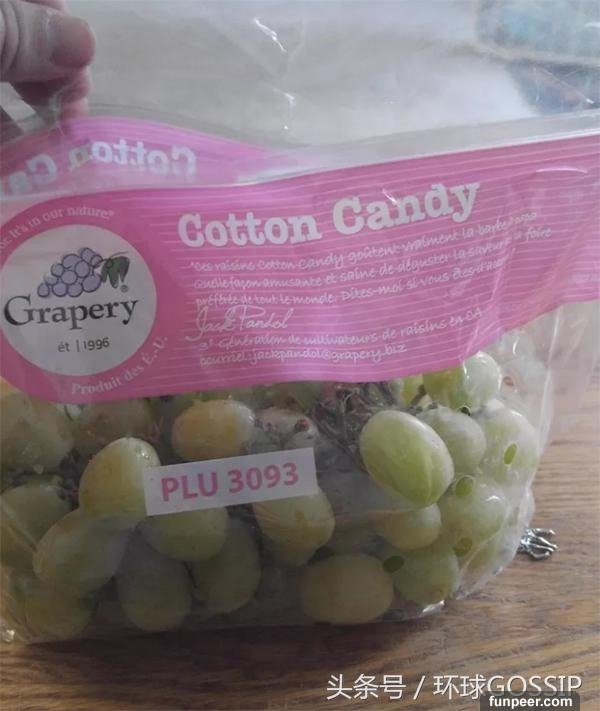 Cotton Ca
Cotton Candy
it's in our nature®
"Ces raisins Cotton Candy goûtent vraiment la barbe papa
Quelle façon amusante et saine de déguster la saveur foire
préférée de tout le monde. Dites-moi si vous êtes d'acco
Jack Pandol
3e Génération de cultivateurs de raisins en CA
courriel: jackpandol@grapery.biz
Grapery®
ét | 1996
Produit des É.-U.
PLU 3093
头条号 / 环球GOSSIP
funpeer.com